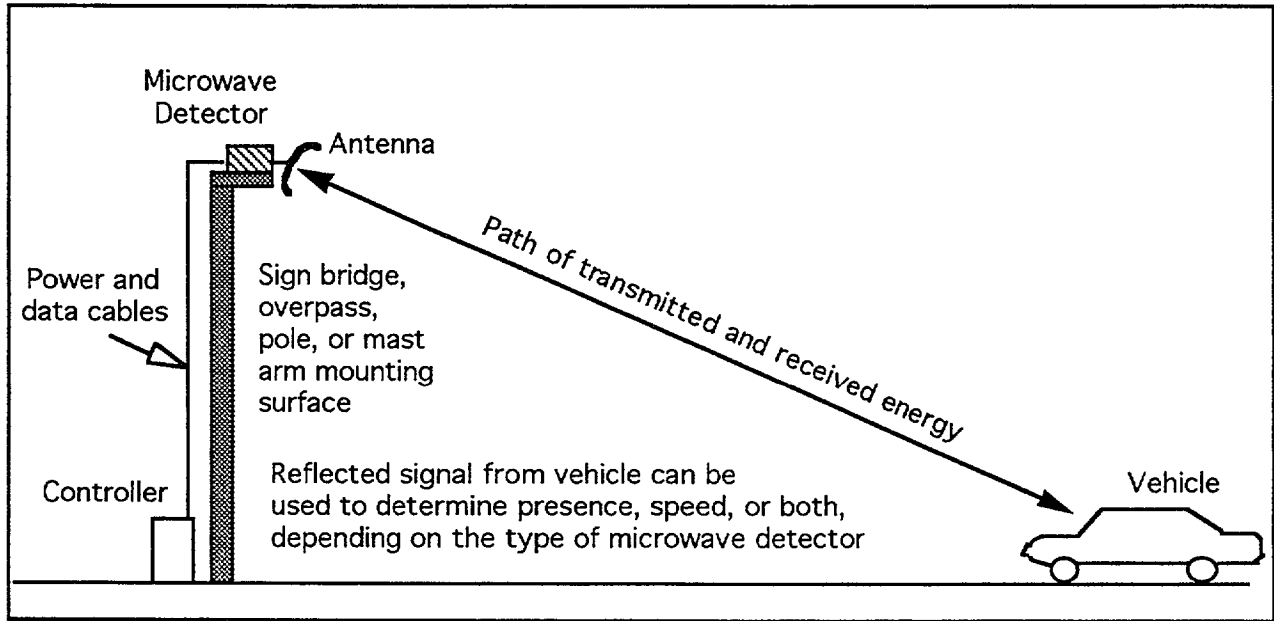 Microwave
Detector
Antenna
Path of transmitted and received energy
Power and
data cables
Sign bridge,
overpass,
pole, or mast
arm mounting
surface
Controller
Reflected signal from vehicle can be
used to determine presence, speed, or both,
depending on the type of microwave detector
Vehicle